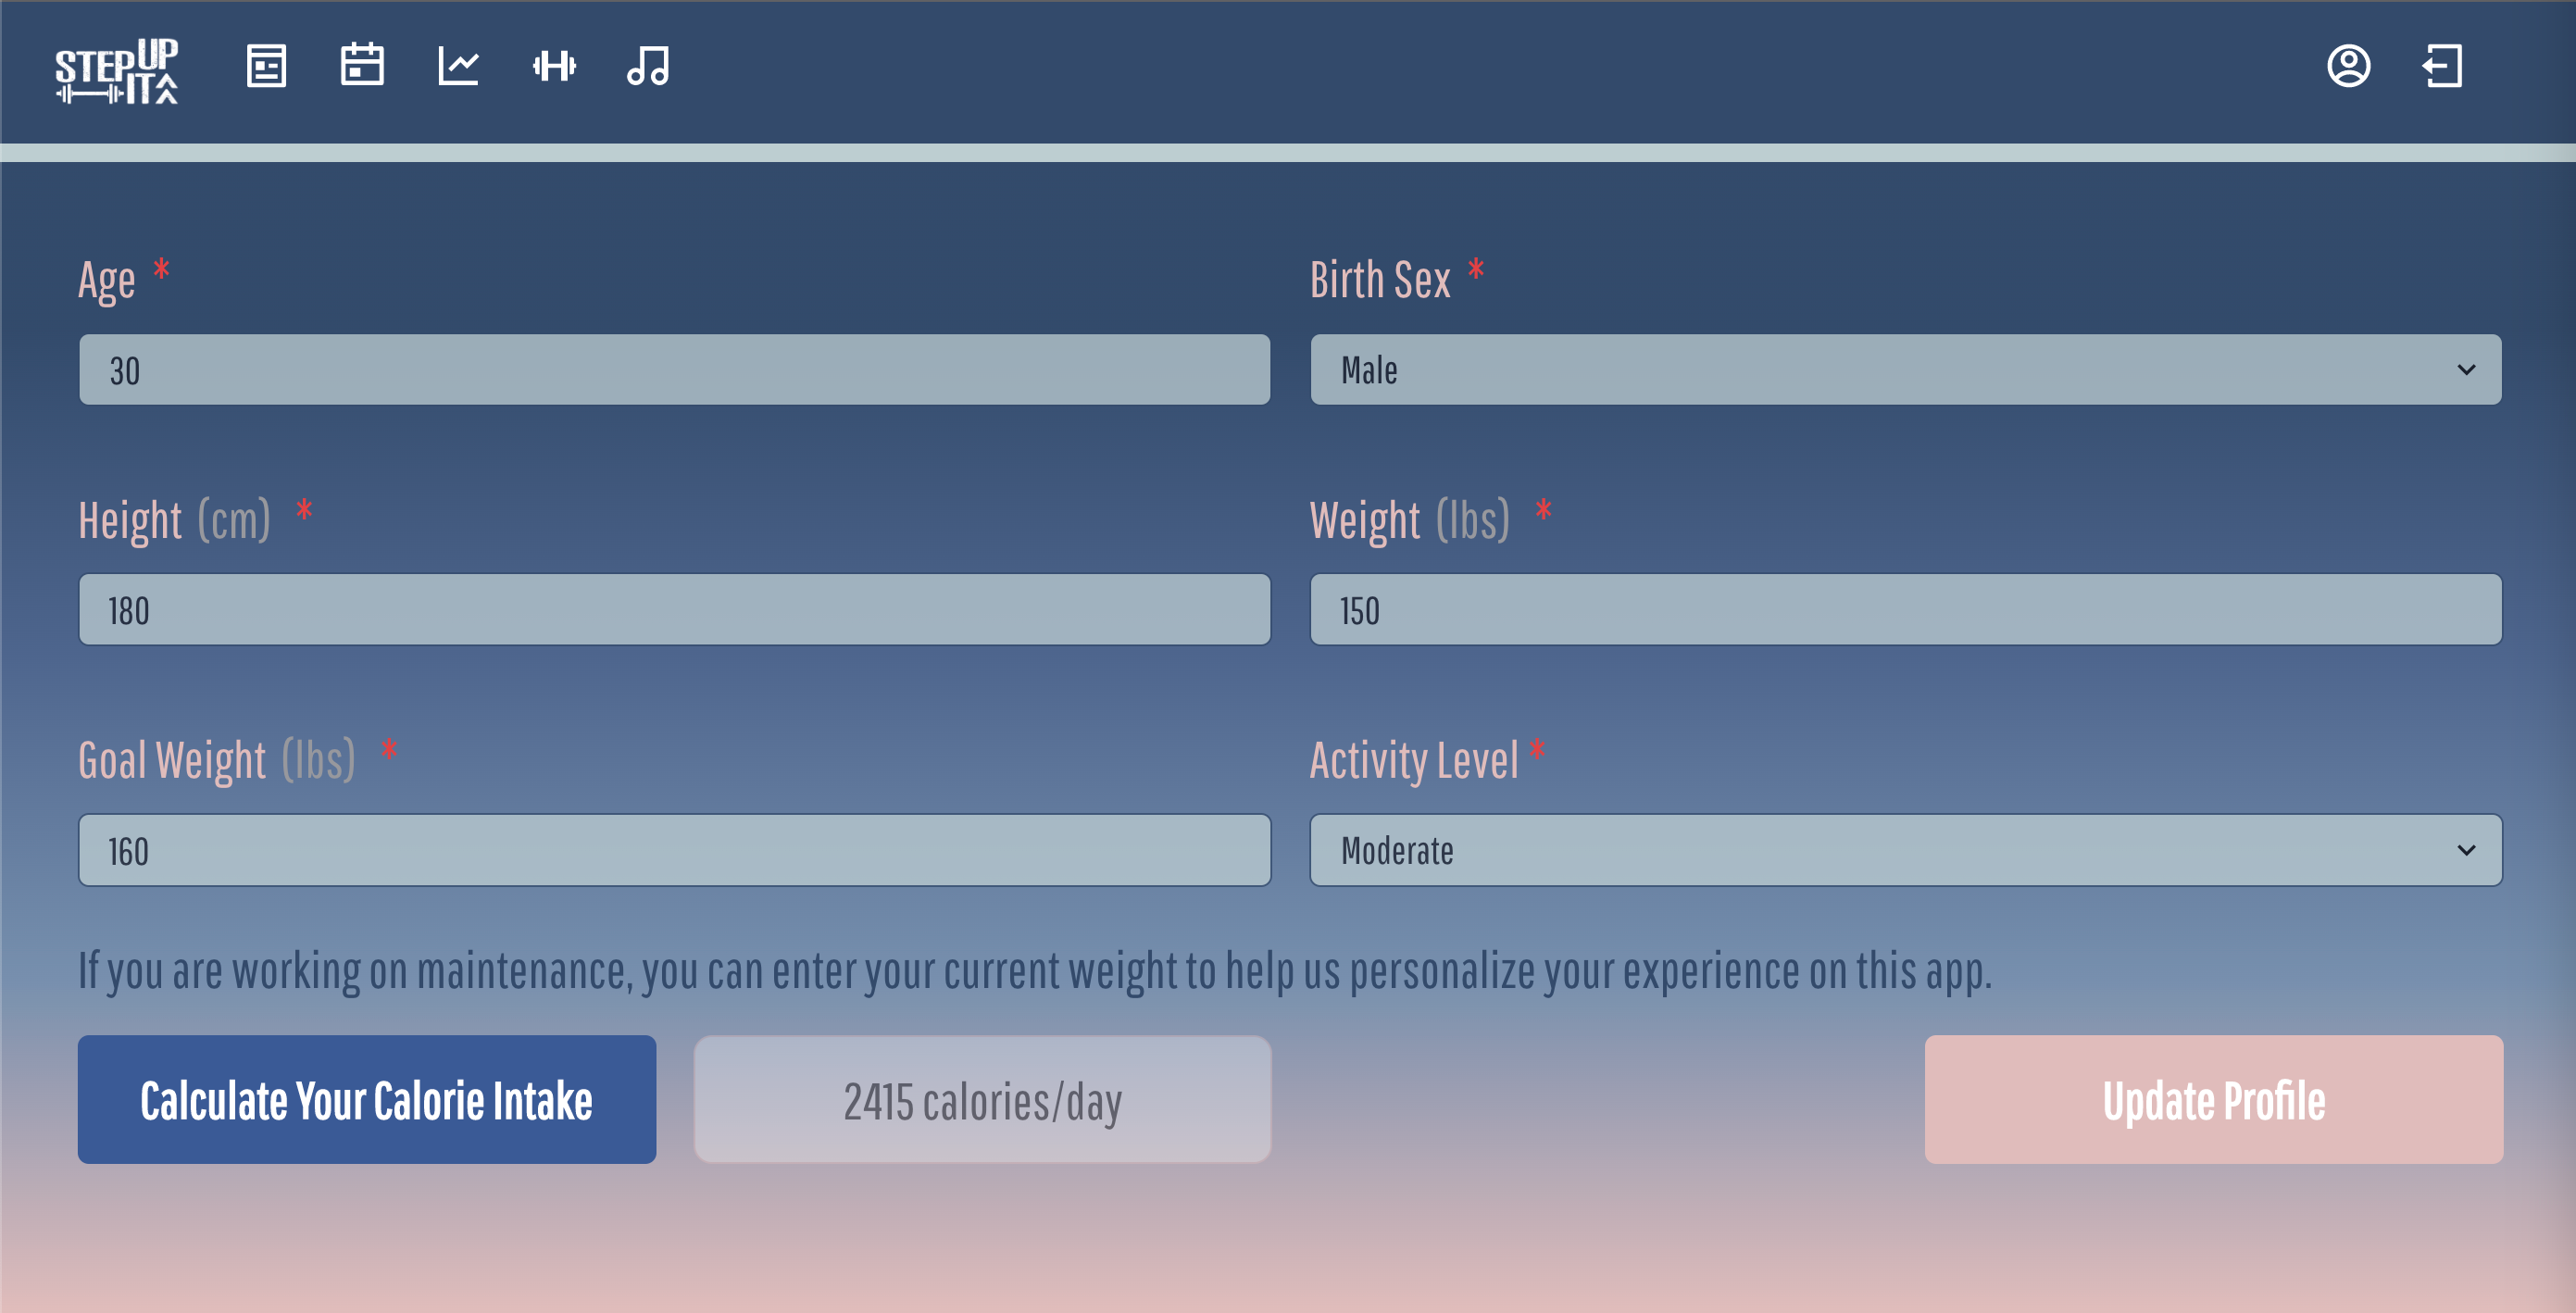 STEP UP
IT
Age *
Birth Sex *
30
Male
Height (cm) *
Weight (lbs) *
180
150
Goal Weight (lbs) *
Activity Level *
160
Moderate
If you are working on maintenance, you can enter your current weight to help us personalize your experience on this app.
Calculate Your Calorie Intake
2415 calories/day
Update Profile